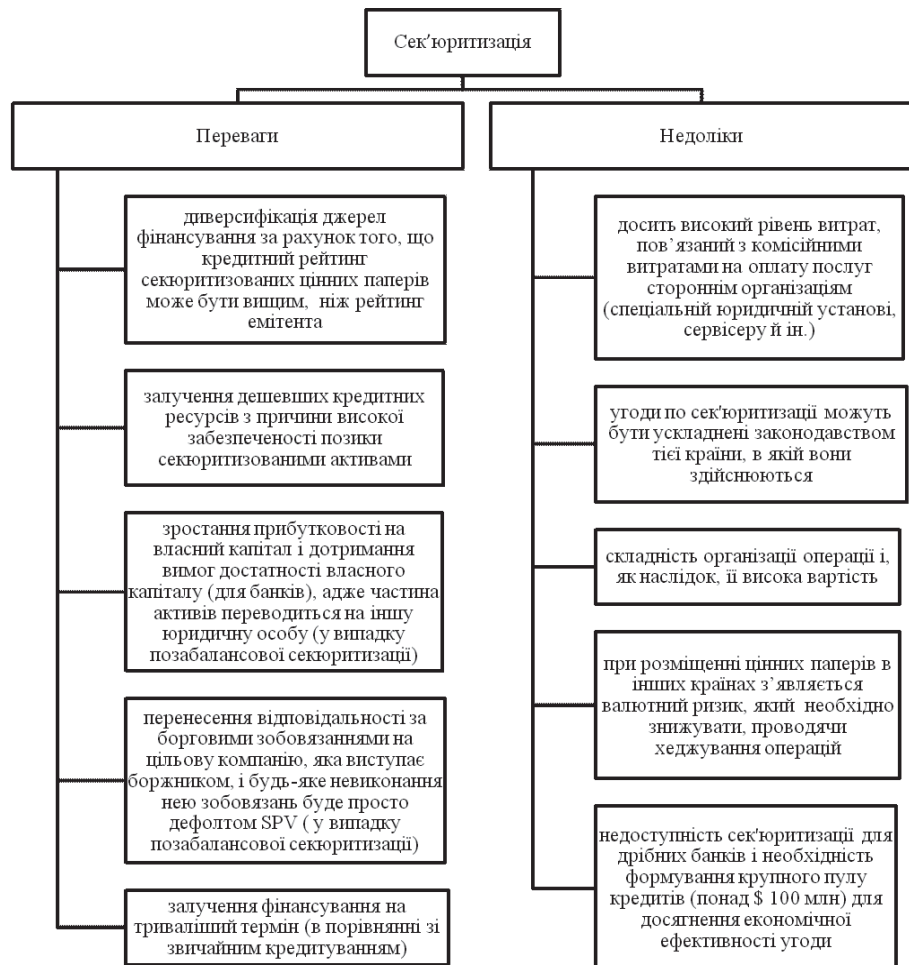 Сек'юритизація
Переваги
диверсифікація джерел
фінансування за рахунок того, що
кредитний рейтинг
секюритизованих цінних паперів
може бути вищим, ніж рейтинг
емітента
залучення дешевших кредитних
ресурсів з причини високої
забезпеченості позики
секюритизованими активами
зростання прибутковості на
власний капітал і дотримання
вимог достатності власного
капіталу (для банків), адже частина
активів переводиться на іншу
юридичну особу (у випадку
позабалансової секюритизації)
перенесення відповідальності за
борговими зобовязаннями на
цільову компанію, яка виступає
боржником, і будь-яке невиконання
нею зобовязань буде просто
дефолтом SPV ( у випадку
позабалансової секюритизації)
залучення фінансування на
триваліший термін (в порівнянні зі
звичайним кредитуванням)
Недоліки
досить високий рівень витрат,
пов’язаний з комісійними
витратами на оплату послуг
стороннім організаціям
(спеціальній юридичній установі,
сервісеру й ін.)
угоди по сек'юритизації можуть
бути ускладнені законодавством
тієї країни, в якій вони
здійснюються
складність організації операції і,
як наслідок, її висока вартість
при розміщенні цінних паперів в
інших країнах з’являється
валютний ризик, який необхідно
знижувати, проводячи
хеджування операцій
недоступність сек'юритизації для
дрібних банків і необхідність
формування крупного пулу
кредитів (понад $ 100 млн) для
досягнення економічної
ефективності угоди